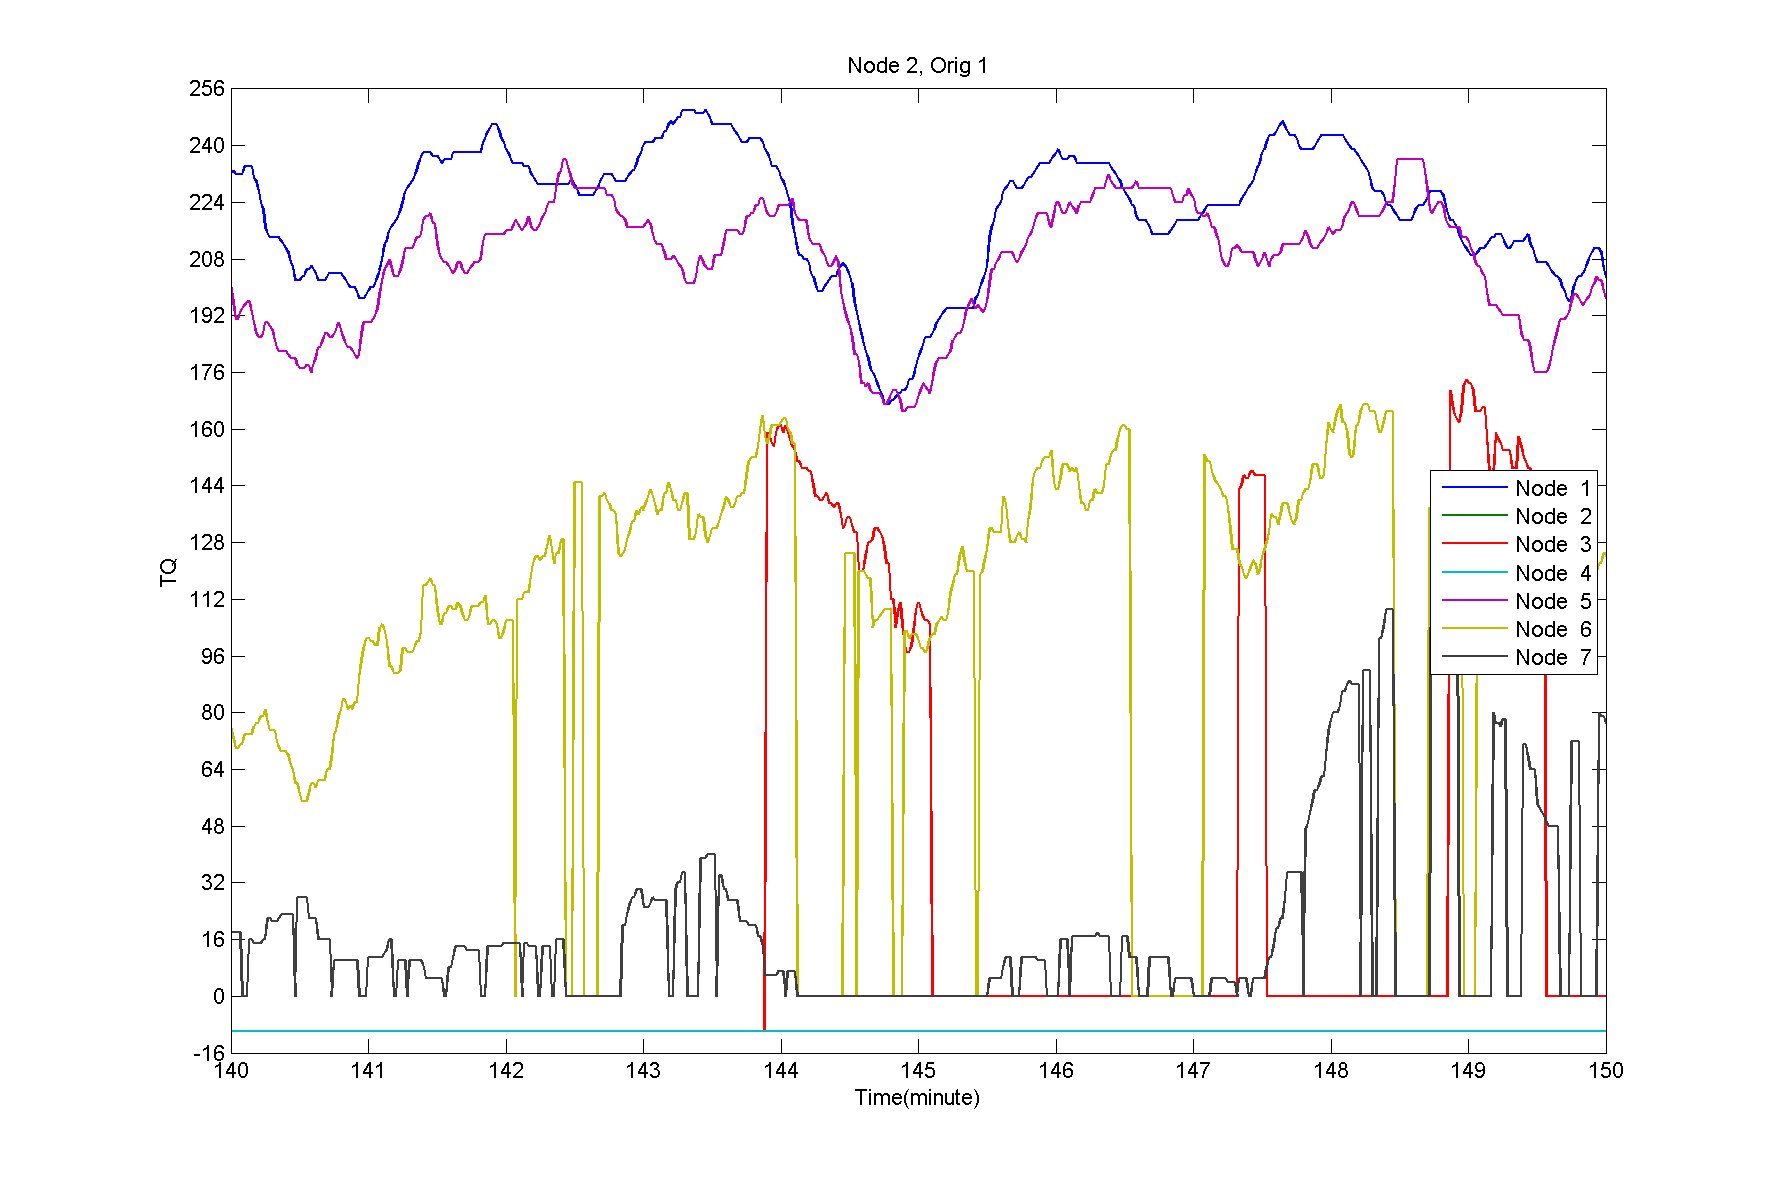 Node 2, Orig 1
256
240
224
208
192
176
160
144
128
112
96
80
64
48
32
16
0
-16
TQ
Node 1
Node 2
Node 3
Node 4
Node 5
Node 6
Node 7
140 141 142 143 144 145 146 147 148 149 150
Time(minute)